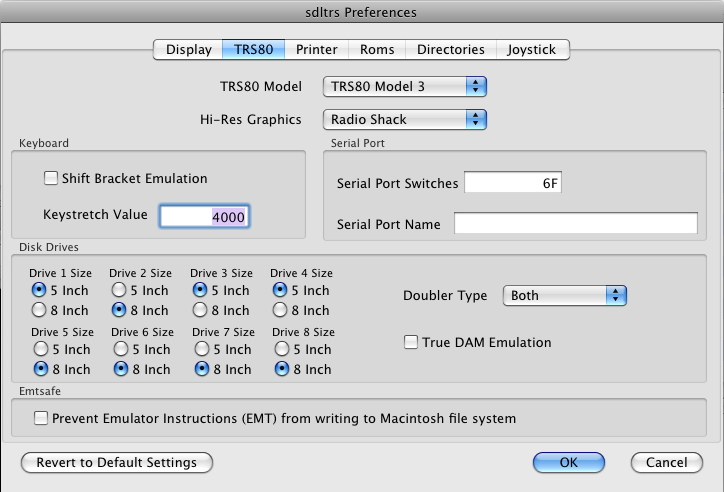 sdltrs Preferences
Display TRS80 Printer Roms Directories Joystick
TRS80 Model TRS80 Model 3
Hi-Res Graphics Radio Shack
Keyboard Serial Port
Shift Bracket Emulation
Serial Port Switches 6F
Keystretch Value 4000
Serial Port Name
Disk Drives
Drive 1 Size Drive 2 Size Drive 3 Size Drive 4 Size
5 Inch 5 Inch 5 Inch 5 Inch
Doubler Type Both
8 Inch 8 Inch 8 Inch 8 Inch
Drive 5 Size Drive 6 Size Drive 7 Size Drive 8 Size
5 Inch 5 Inch 5 Inch 5 Inch
True DAM Emulation
8 Inch 8 Inch 8 Inch 8 Inch
Emtsafe
Prevent Emulator Instructions (EMT) from writing to Macintosh file system
Revert to Default Settings OK Cancel